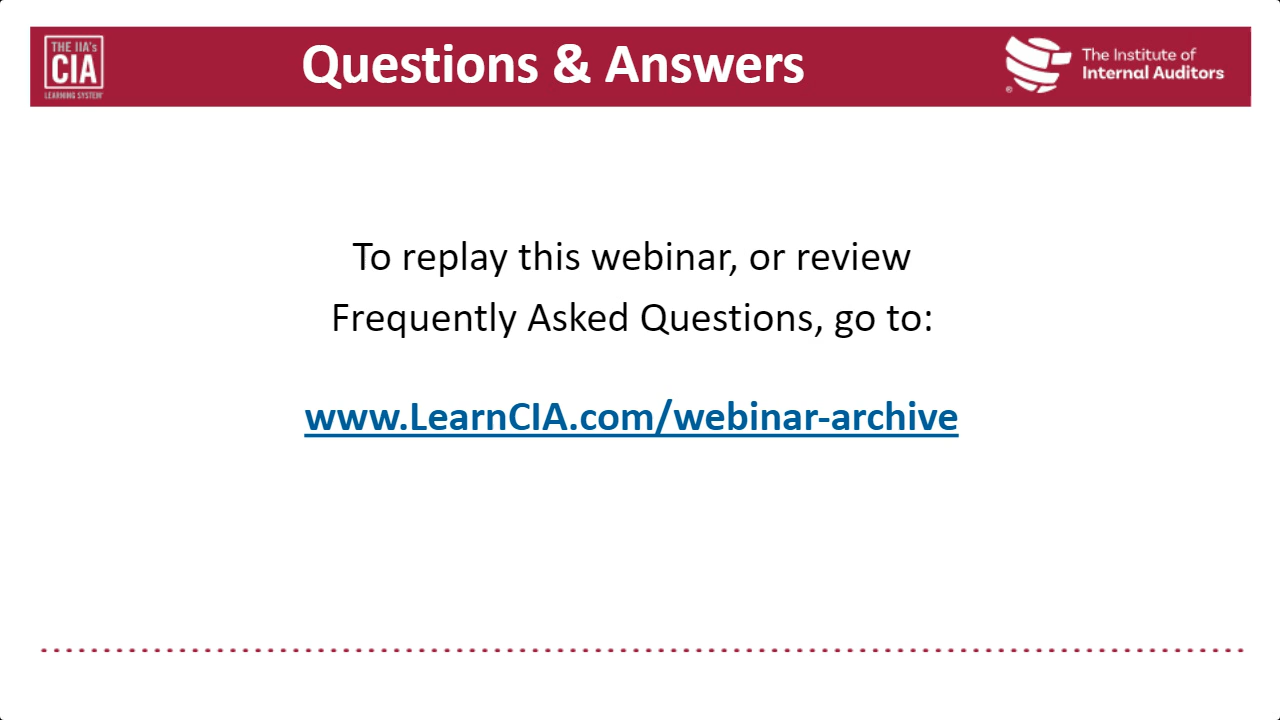 THE IIA's
CIA
LEARNING SYSTEM®
Questions & Answers
The Institute of
Internal Auditors
®
To replay this webinar, or review
Frequently Asked Questions, go to:
www.LearnCIA.com/webinar-archive